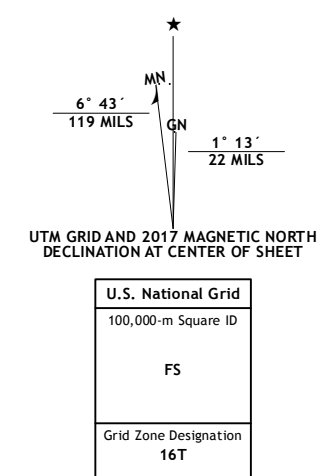 ★
MN
6° 43´
119 MILS
GN
1° 13´
22 MILS
UTM GRID AND 2017 MAGNETIC NORTH
DECLINATION AT CENTER OF SHEET
U.S. National Grid
100,000-m Square ID
FS
Grid Zone Designation
16T